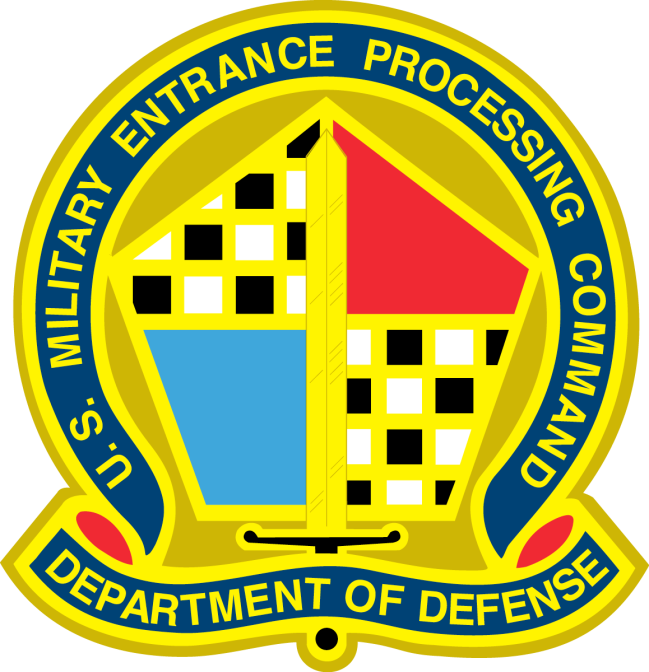 U.S. MILITARY ENTRANCE PROCESSING COMMAND
DEPARTMENT OF DEFENSE